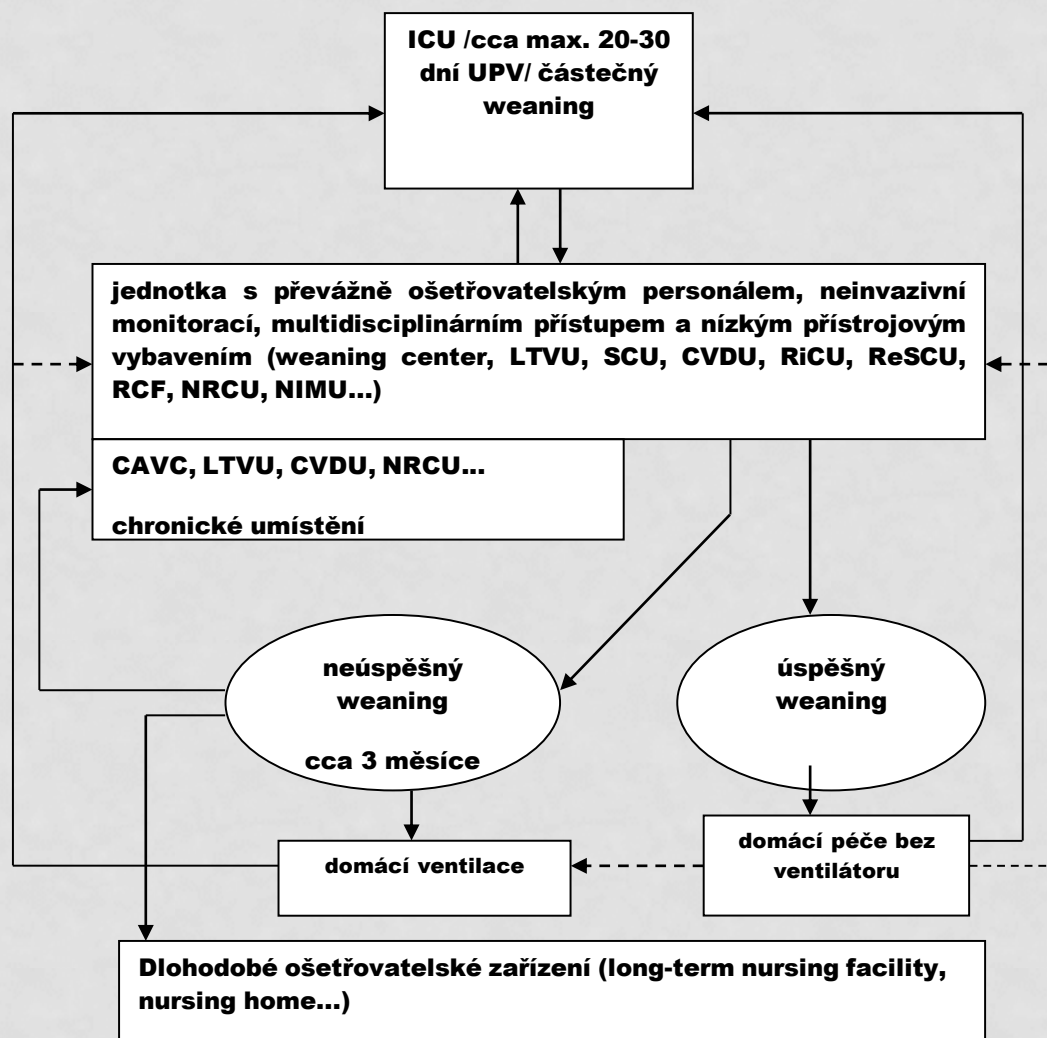 ICU /cca max. 20-30
dní UPV/ částečný
weaning
jednotka s převážně ošetřovatelským personálem, neinvazivní
monitorací, multidisciplinárním přístupem a nízkým přístrojovým
vybavením (weaning center, LTVU, SCU, CVDU, RiCU, ReSCU,
RCF, NRCU, NIMU...)
CAVC, LTVU, CVDU, NRCU...
chronické umístění
neúspěšný
weaning
cca 3 měsíce
úspěšný
weaning
domácí ventilace
domácí péče bez
ventilátoru
Dlohodobé ošetřovatelské zařízení (long-term nursing facility,
nursing home...)